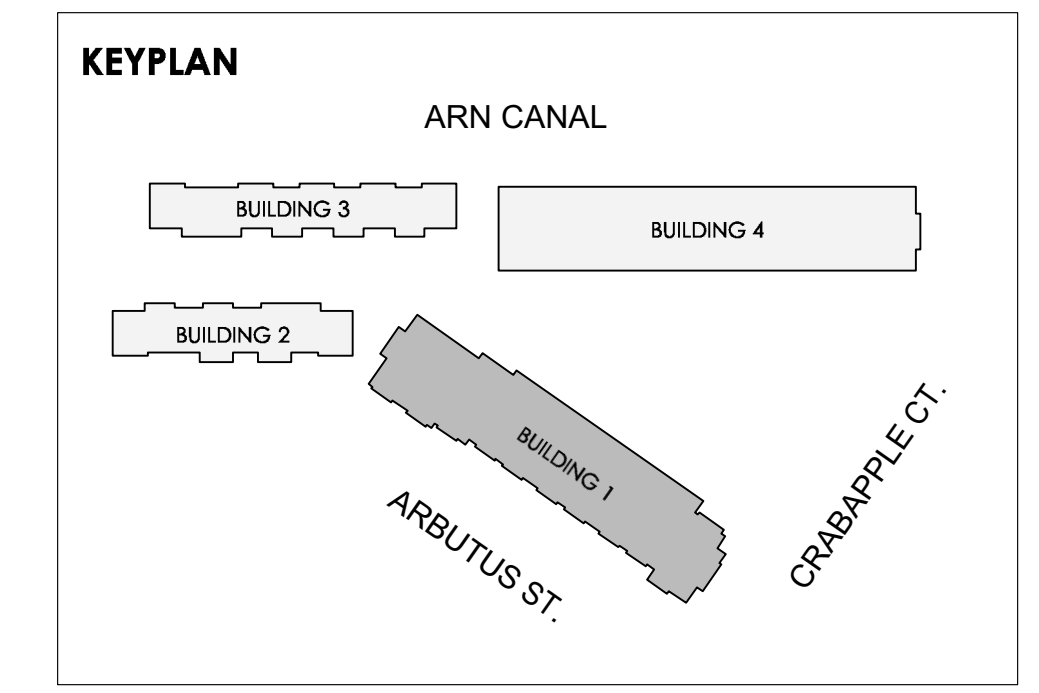 KEYPLAN
ARN CANAL
BUILDING 3
BUILDING 4
BUILDING 2
BUILDING 1
ARBUTUS ST.
CRABAPPLE CT.